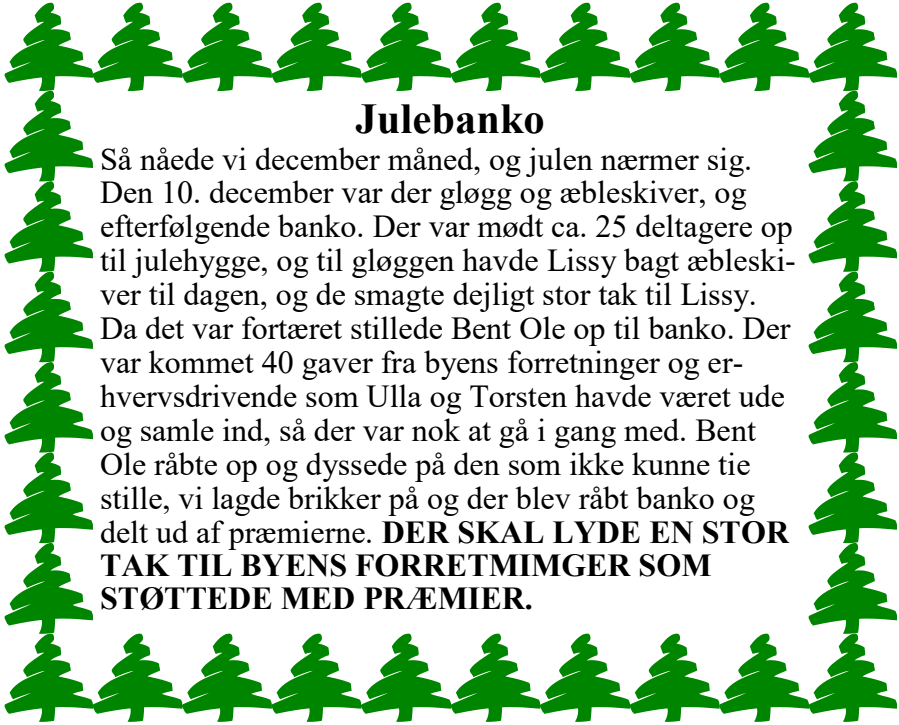 Julebanko
Så nåede vi december måned, og julen nærmer sig.
Den 10. december var der gløgg og æbleskiver, og
efterfølgende banko. Der var mødt ca. 25 deltagere op
til julehygge, og til gløggen havde Lissy bagt æbleski-
ver til dagen, og de smagte dejligt stor tak til Lissy.
Da det var fortæret stillede Bent Ole op til banko. Der
var kommet 40 gaver fra byens forretninger og er-
hvervsdrivende som Ulla og Torsten havde været ude
og samle ind, så der var nok at gå i gang med. Bent
Ole råbte op og dyssede på den som ikke kunne tie
stille, vi lagde brikker på og der blev råbt banko og
delt ud af præmierne. DER SKAL LYDE EN STOR
TAK TIL BYENS FORRETMIMGER SOM
STØTTEDE MED PRÆMIER.